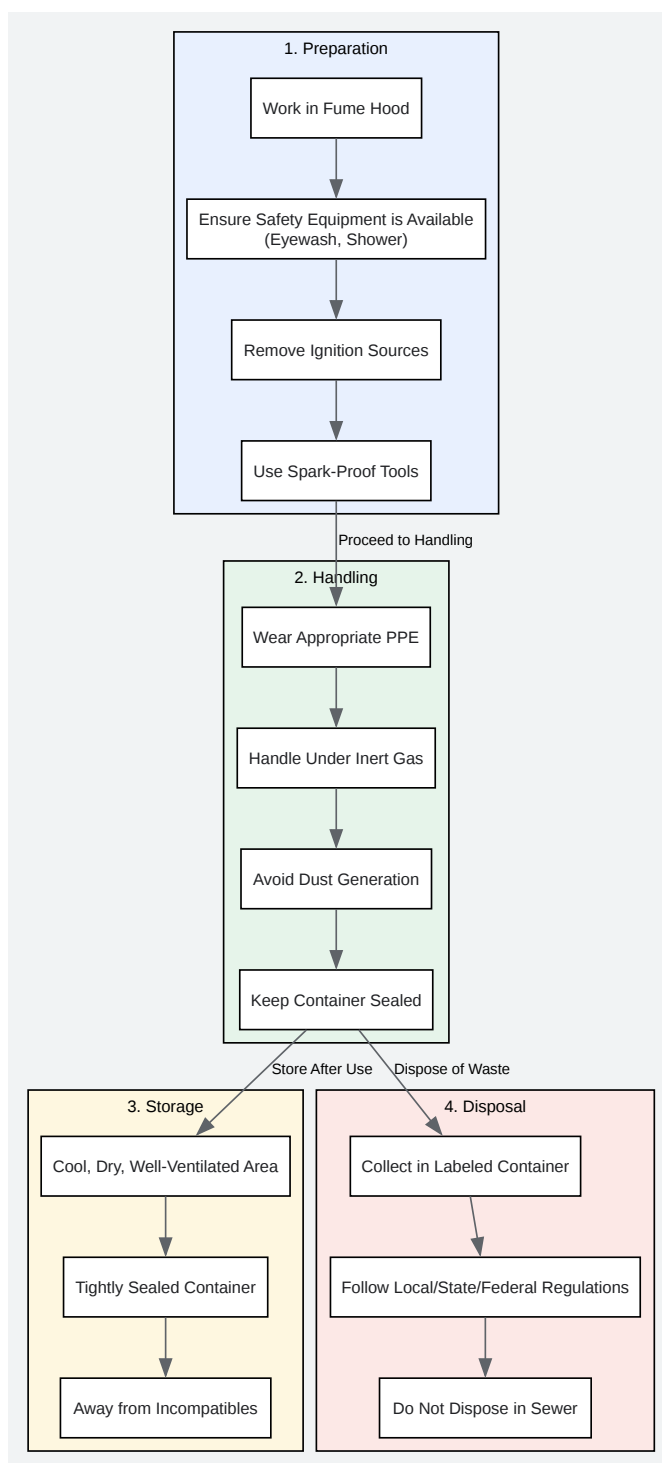 1. Preparation
Work in Fume Hood
Ensure Safety Equipment is Available
(Eyewash, Shower)
Remove Ignition Sources
Use Spark-Proof Tools
Proceed to Handling
2. Handling
Wear Appropriate PPE
Handle Under Inert Gas
Avoid Dust Generation
Keep Container Sealed
Store After Use
Dispose of Waste
3. Storage
Cool, Dry, Well-Ventilated Area
Tightly Sealed Container
Away from Incompatibles
4. Disposal
Collect in Labeled Container
Follow Local/State/Federal Regulations
Do Not Dispose in Sewer